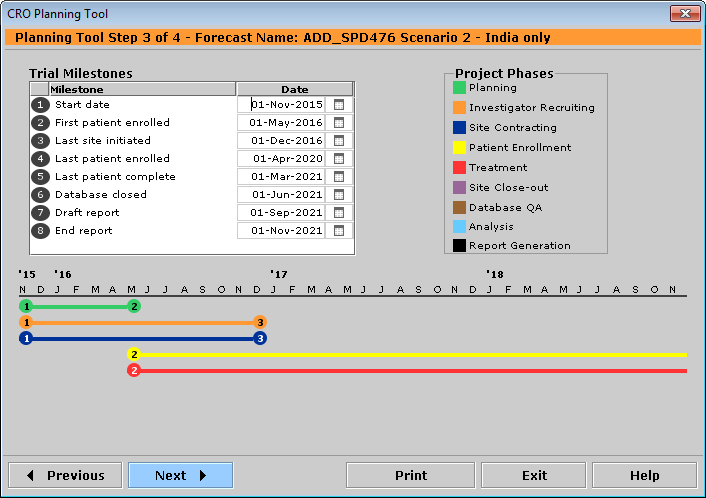 CRO Planning Tool
Planning Tool Step 3 of 4 - Forecast Name: ADD_SPD476 Scenario 2 - India only
Trial Milestones
Milestone Date
1 Start date 01-Nov-2015
2 First patient enrolled 01-May-2016
3 Last site initiated 01-Dec-2016
4 Last patient enrolled 01-Apr-2020
5 Last patient complete 01-Mar-2021
6 Database closed 01-Jun-2021
7 Draft report 01-Sep-2021
8 End report 01-Nov-2021
Project Phases
Planning
Investigator Recruiting
Site Contracting
Patient Enrollment
Treatment
Site Close-out
Database QA
Analysis
Report Generation
'15 '16 '17 '18
N D J F M A M J J A S O N D J F M A M J J A S O N D J F M A M J J A S O N
1 2
1 3
1 3
2
2
Previous Next Print Exit Help